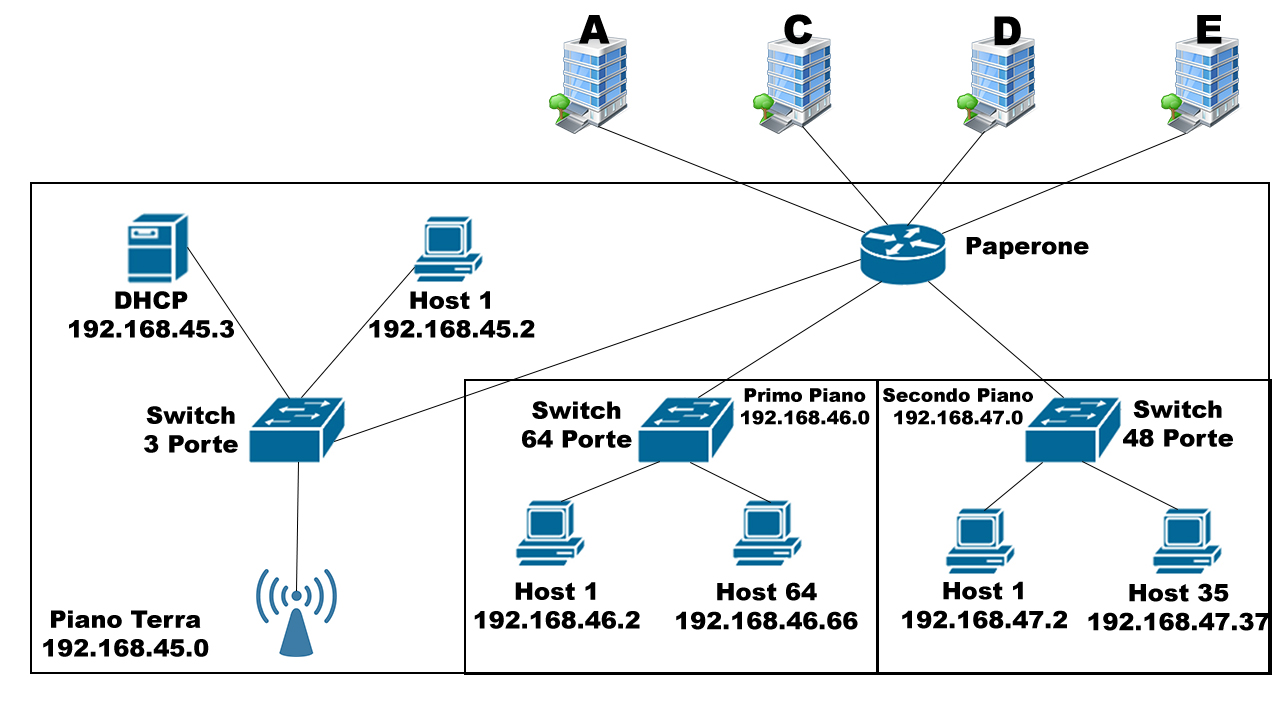 A
C
D
E
Paperone
DHCP
192.168.45.3
Host 1
192.168.45.2
Switch
3 Porte
Piano Terra
192.168.45.0
Switch
64 Porte
Primo Piano
192.168.46.0
Host 1
192.168.46.2
Host 64
192.168.46.66
Secondo Piano
192.168.47.0
Switch
48 Porte
Host 1
192.168.47.2
Host 35
192.168.47.37